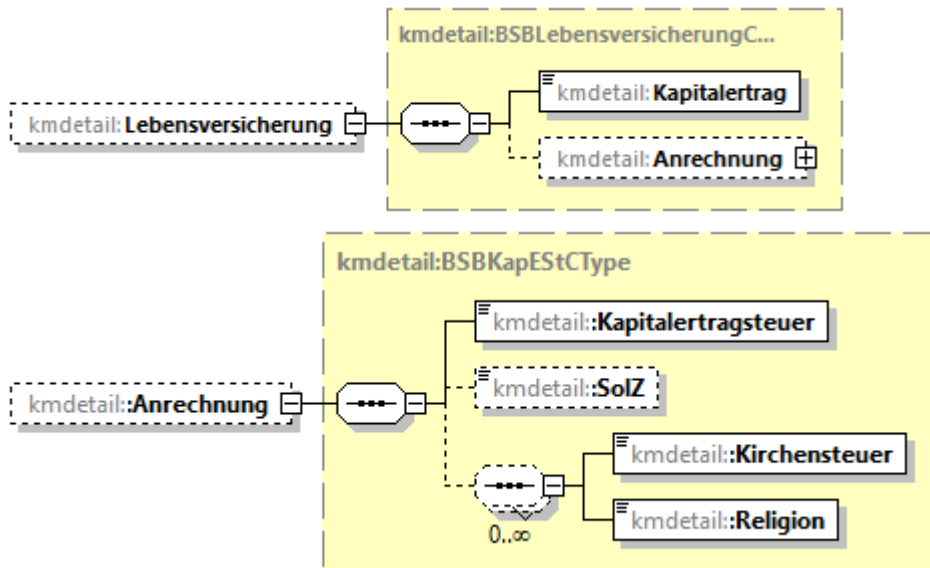 kmdetail:BSBLebensversicherungC...
kmdetail:Kapitalertrag
kmdetail:Lebensversicherung
kmdetail:Anrechnung
kmdetail:BSBKapEStCType
kmdetail::Kapitalertragsteuer
kmdetail::SolZ
kmdetail::Anrechnung
kmdetail::Kirchensteuer
kmdetail::Religion
0..∞